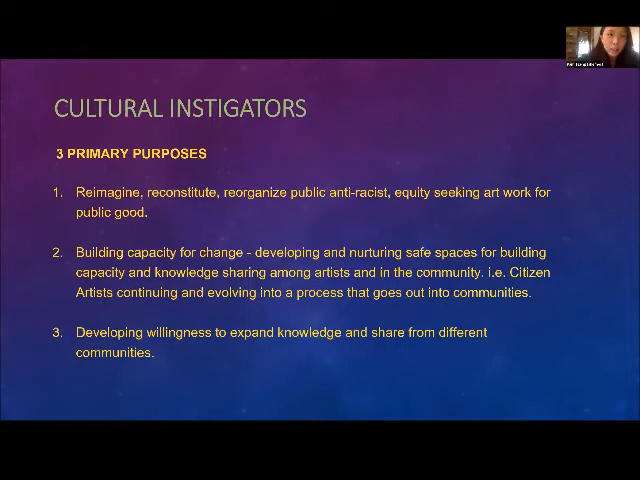 CULTURAL INSTIGATORS
3 PRIMARY PURPOSES
1. Reimagine, reconstitute, reorganize public anti-racist, equity seeking art work for
public good.
2. Building capacity for change - developing and nurturing safe spaces for building
capacity and knowledge sharing among artists and in the community. i.e. Citizen
Artists continuing and evolving into a process that goes out into communities.
3. Developing willingness to expand knowledge and share from different
communities.